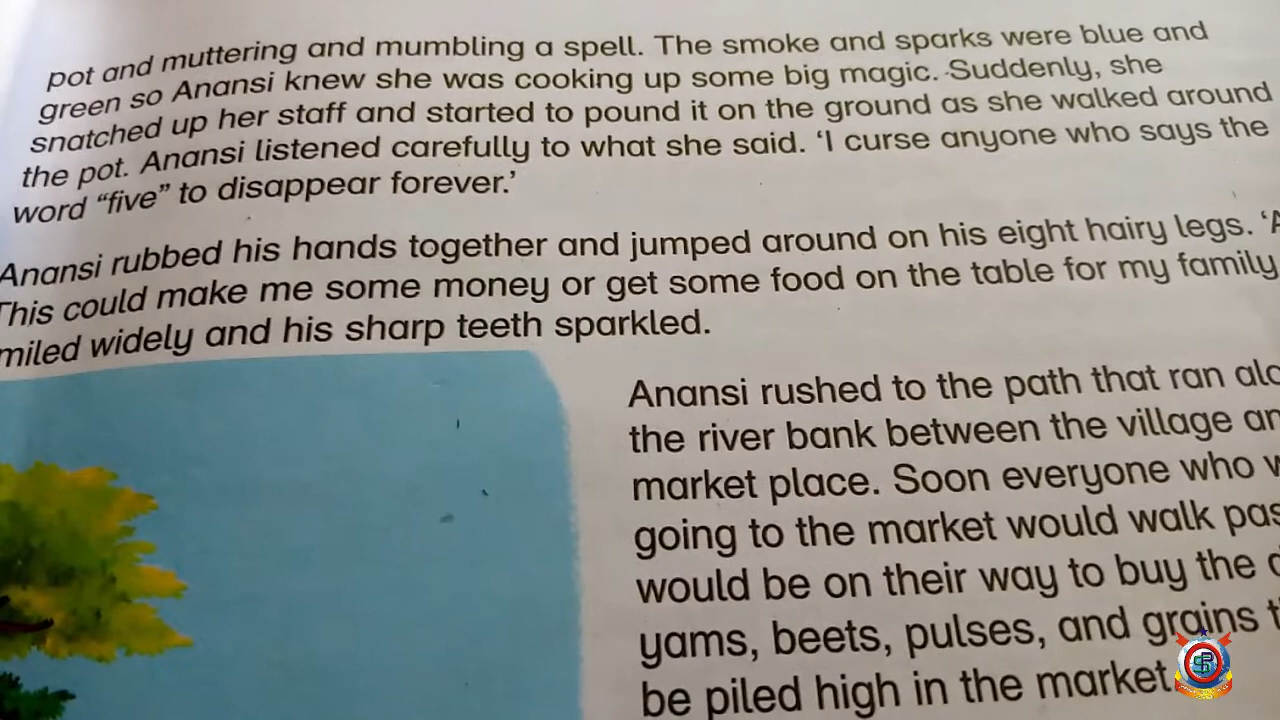 pot and muttering and mumbling a spell. The smoke and sparks were blue and
green so Anansi knew she was cooking up some big magic. Suddenly, she
snatched up her staff and started to pound it on the ground as she walked around
the pot. Anansi listened carefully to what she said. ‘I curse anyone who says the
word “five” to disappear forever.’
Anansi rubbed his hands together and jumped around on his eight hairy legs. ‘A
This could make me some money or get some food on the table for my family
miled widely and his sharp teeth sparkled.
Anansi rushed to the path that ran alo
the river bank between the village an
market place. Soon everyone who w
going to the market would walk pas
would be on their way to buy the
yams, beets, pulses, and grains t
be piled high in the market.